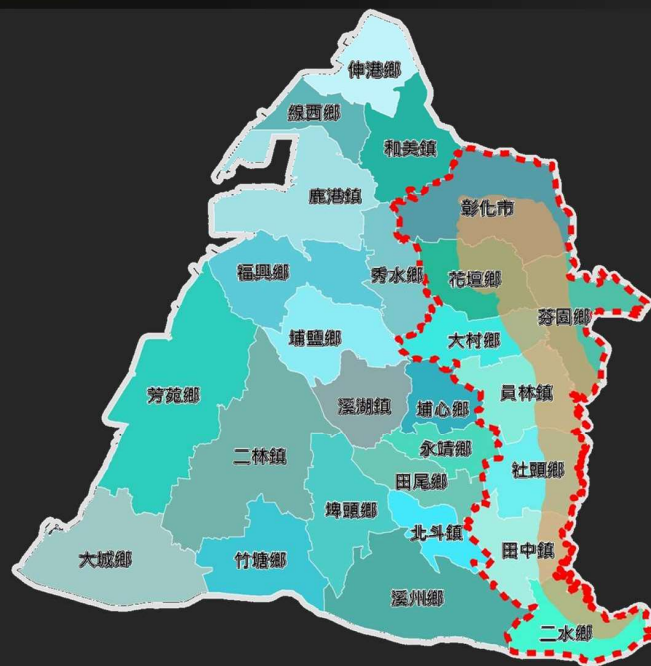 伸港鄉
線西鄉
和美鎮
鹿港鎮
彰化市
福興鄉
秀水鄉
花壇鄉
芬園鄉
埔鹽鄉
大村鄉
芳苑鄉
溪湖鎮
埔心鄉
員林鎮
永靖鄉
二林鎮
社頭鄉
田尾鄉
埤頭鄉
北斗鎮
田中鎮
大城鄉
竹塘鄉
溪州鄉
二水鄉